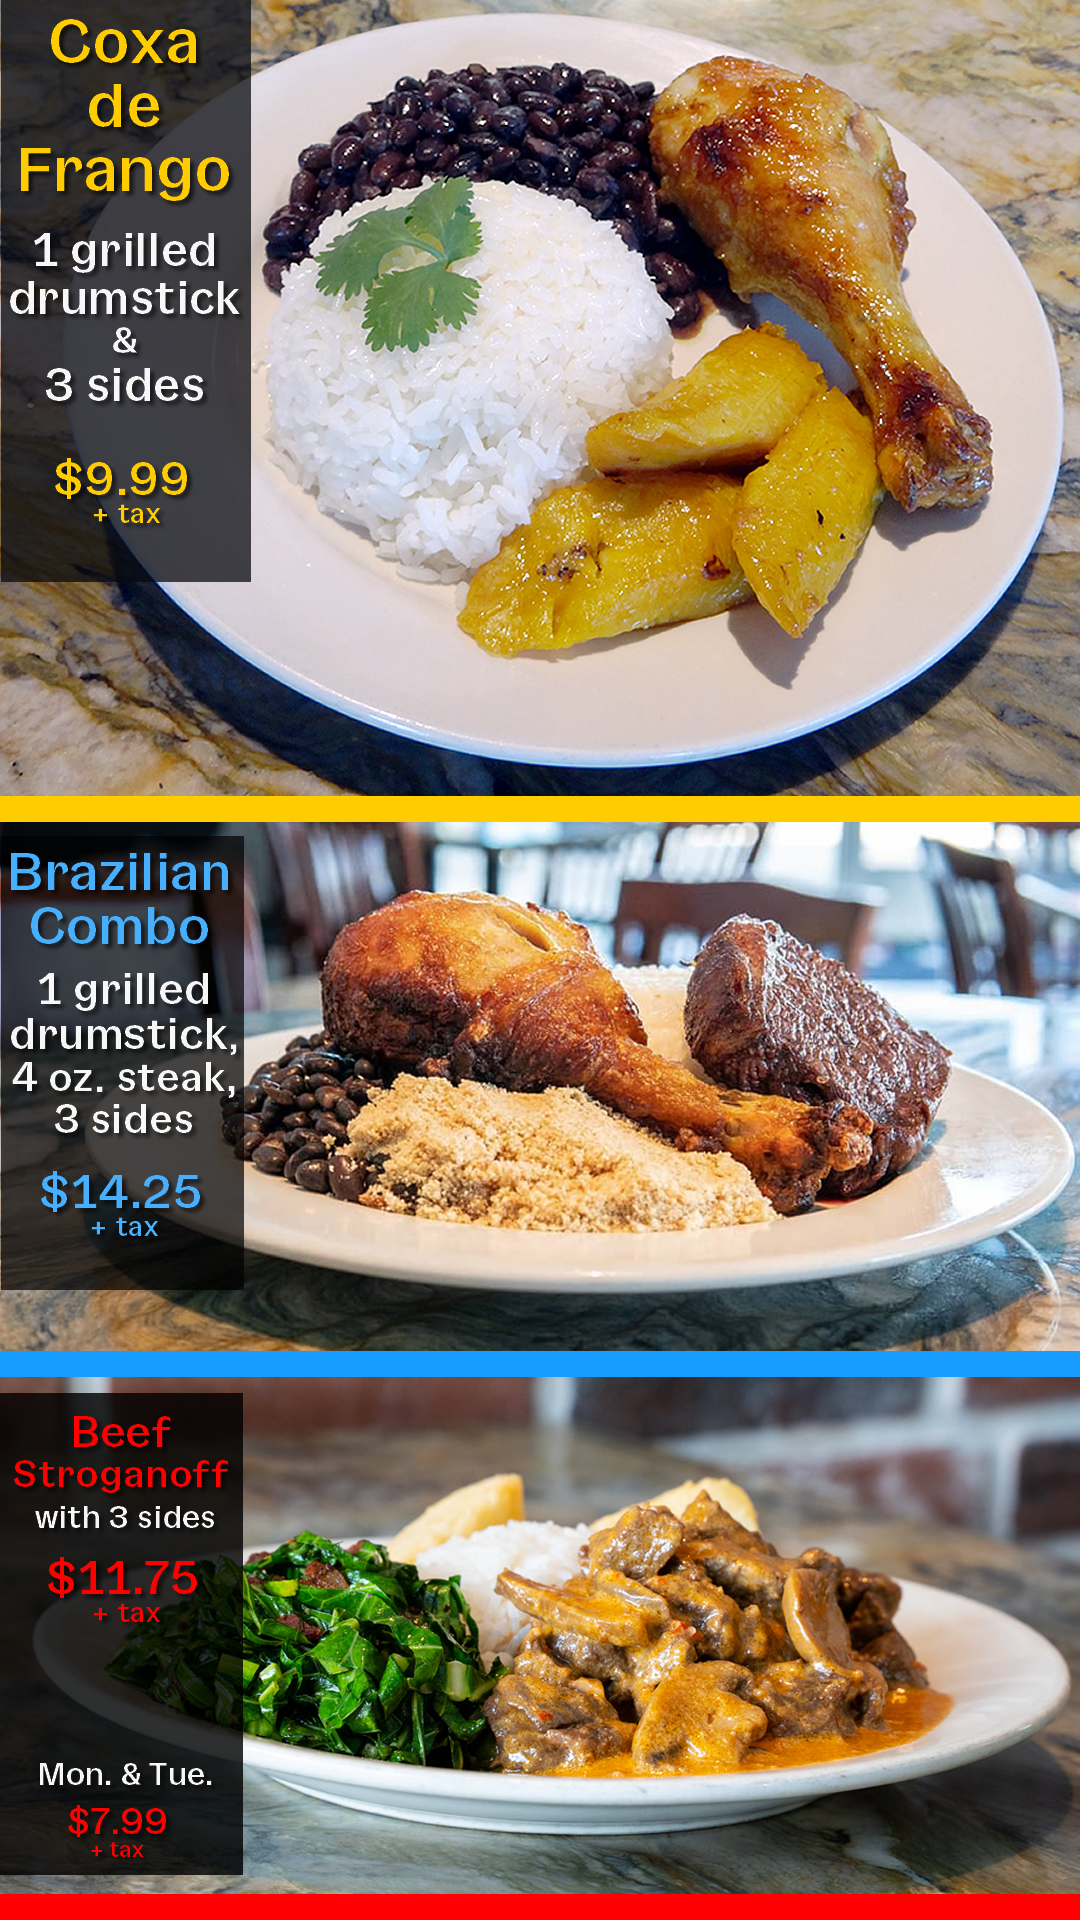 Coxa
de
Frango
1 grilled
drumstick
&
3 sides
$9.99
+ tax
Brazilian
Combo
1 grilled
drumstick,
4 oz. steak,
3 sides
$14.25
+ tax
Beef
Stroganoff
with 3 sides
$11.75
+ tax
Mon. & Tue.
$7.99
+ tax